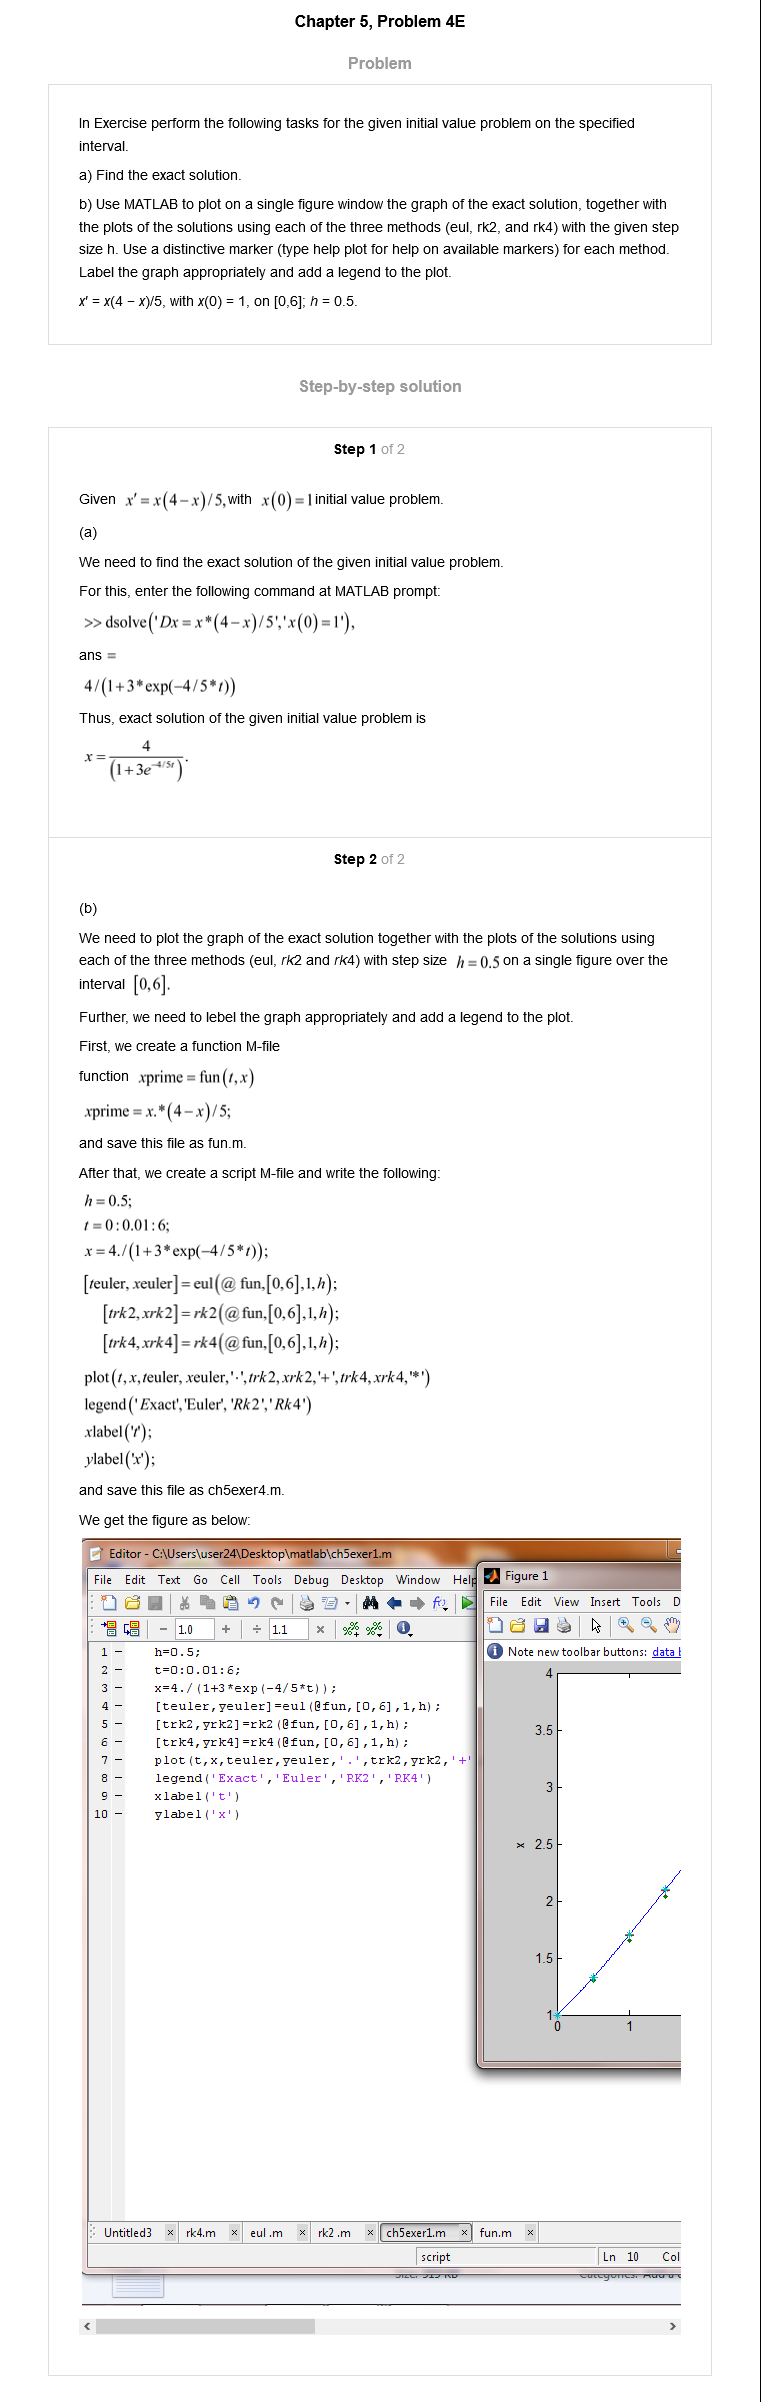 Chapter 5, Problem 4E
Problem
In Exercise perform the following tasks for the given initial value problem on the specified
interval.
a) Find the exact solution.
b) Use MATLAB to plot on a single figure window the graph of the exact solution, together with
the plots of the solutions using each of the three methods (eul, rk2, and rk4) with the given step
size h. Use a distinctive marker (type help plot for help on available markers) for each method.
Label the graph appropriately and add a legend to the plot.
x′ = x(4 − x)/5, with x(0) = 1, on [0,6]; h = 0.5.
Step-by-step solution
Step 1 of 2
Given x′ = x(4−x)/5, with x(0)=1 initial value problem.
(a)
We need to find the exact solution of the given initial value problem.
For this, enter the following command at MATLAB prompt:
>> dsolve('Dx = x*(4−x)/5','x(0)=1'),
ans =
4/(1+3*exp(−4/5*t))
Thus, exact solution of the given initial value problem is
x = 4/(1+3e^{-4/5t}).
Step 2 of 2
(b)
We need to plot the graph of the exact solution together with the plots of the solutions using
each of the three methods (eul, rk2 and rk4) with step size h = 0.5 on a single figure over the
interval [0,6].
Further, we need to lebel the graph appropriately and add a legend to the plot.
First, we create a function M-file
function xprime = fun(t,x)
xprime = x.*(4−x)/5;
and save this file as fun.m.
After that, we create a script M-file and write the following:
h = 0.5;
t = 0:0.01:6;
x = 4./(1+3*exp(−4/5*t));
[teuler, xeuler] = eul(@ fun,[0,6],1,h);
[trk2,xrk2] = rk2(@fun,[0,6],1,h);
[trk4,xrk4] = rk4(@fun,[0,6],1,h);
plot(t,x,teuler, xeuler,'·',trk2,xrk2,'+',trk4,xrk4,'*')
legend('Exact','Euler', 'Rk2','Rk4')
xlabel('t');
ylabel('x');
and save this file as ch5exer4.m.
We get the figure as below:
Editor - C:\Users\user24\Desktop\matlab\ch5exer1.m
File Edit Text Go Cell Tools Debug Desktop Window Help
1.0 1.1
1 h=0.5;
2 t=0:0.01:6;
3 x=4./(1+3*exp(-4/5*t));
4 [teuler,yeuler]=eul(@fun,[0,6],1,h);
5 [trk2,yrk2]=rk2(@fun,[0,6],1,h);
6 [trk4,yrk4]=rk4(@fun,[0,6],1,h);
7 plot(t,x,teuler,yeuler,'.',trk2,yrk2,'+'
8 legend('Exact','Euler','RK2','RK4')
9 xlabel('t')
10 ylabel('x')
Figure 1
File Edit View Insert Tools D
Note new toolbar buttons: data
4
3.5
3
x 2.5
2
1.5
1
0 1
Untitled3 rk4.m eul .m rk2 .m ch5exer1.m fun.m
script Ln 10 Col